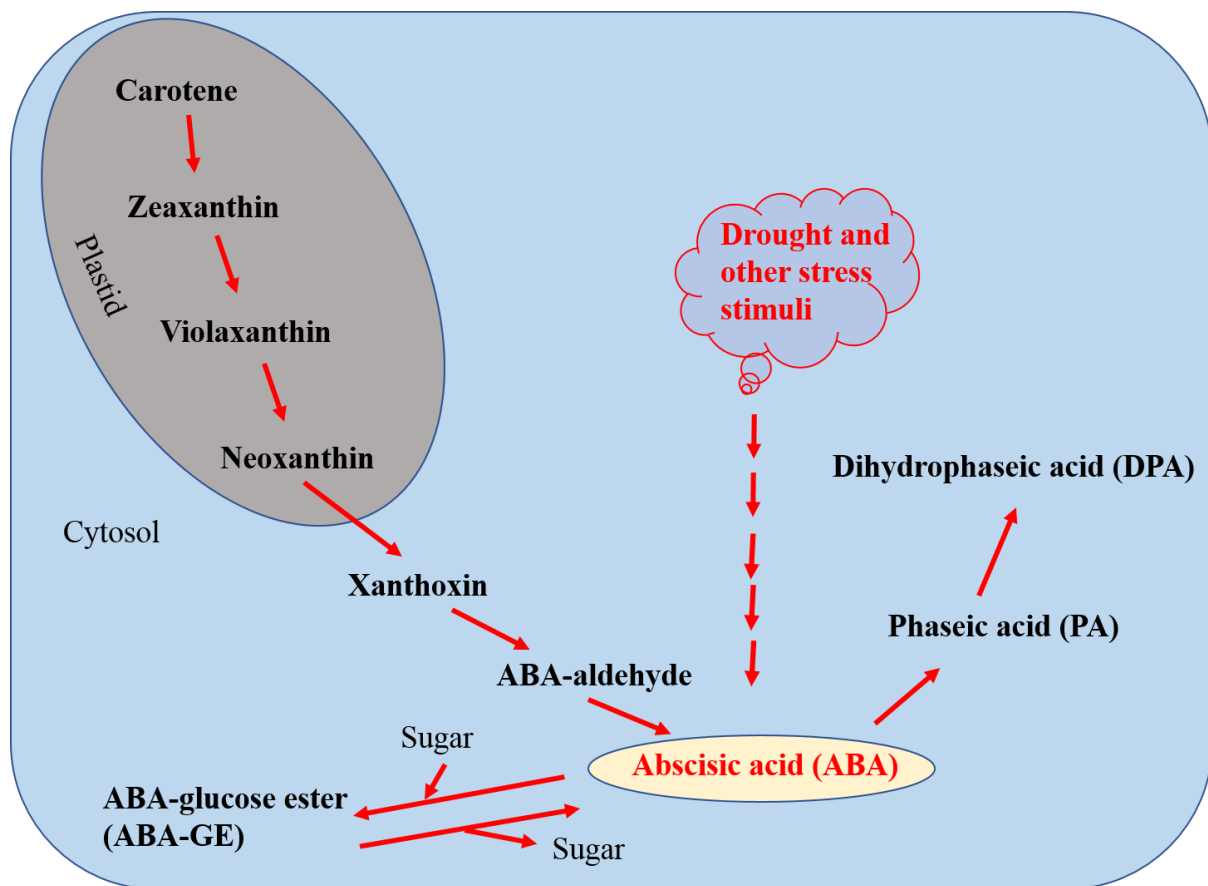 Carotene
Zeaxanthin
Plastid
Violaxanthin
Neoxanthin
Cytosol
Xanthoxin
ABA-aldehyde
Drought and
other stress
stimuli
Abscisic acid (ABA)
Dihydrophaseic acid (DPA)
Phaseic acid (PA)
Sugar
ABA-glucose ester
(ABA-GE)
Sugar